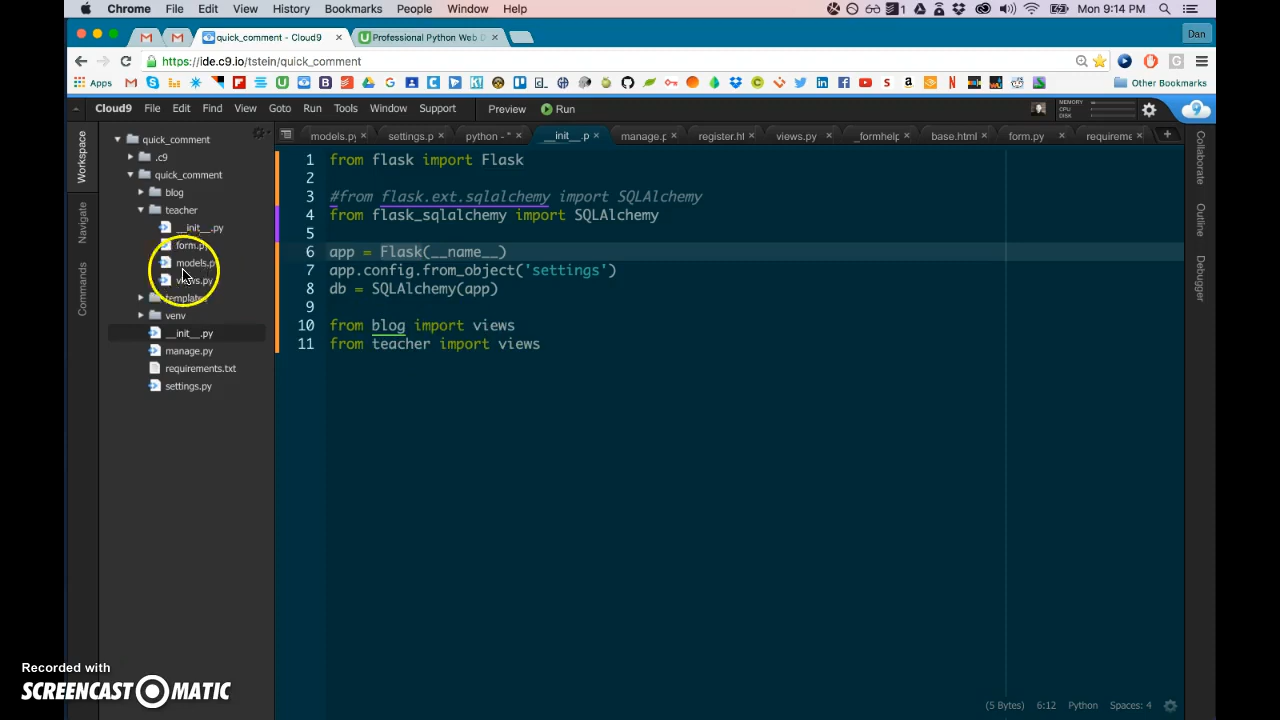 Chrome File Edit View History Bookmarks People Window Help 1 Mon 9:14 PM
quick_comment - Cloud9 × Professional Python Web D × Dan
https://ide.c9.io/tstein/quick_comment
Apps Other Bookmarks
Cloud9 File Edit Find View Goto Run Tools Window Support Preview Run MEMORY CPU DISK
models.py × settings.p × python - " × __init__.p × manage.p × register.ht × views.py × _formhelp × base.html × form.py × requireme × +
Workspace
Navigate
Commands
quick_comment
.c9
quick_comment
blog
teacher
__init__.py
form.py
models.py
views.py
templates
venv
__init__.py
manage.py
requirements.txt
settings.py
1 from flask import Flask
2
3 #from flask.ext.sqlalchemy import SQLAlchemy
4 from flask_sqlalchemy import SQLAlchemy
5
6 app = Flask(__name__)
7 app.config.from_object('settings')
8 db = SQLAlchemy(app)
9
10 from blog import views
11 from teacher import views
Collaborate
Outline
Debugger
(5 Bytes) 6:12 Python Spaces: 4
Recorded with
SCREENCAST-O-MATIC